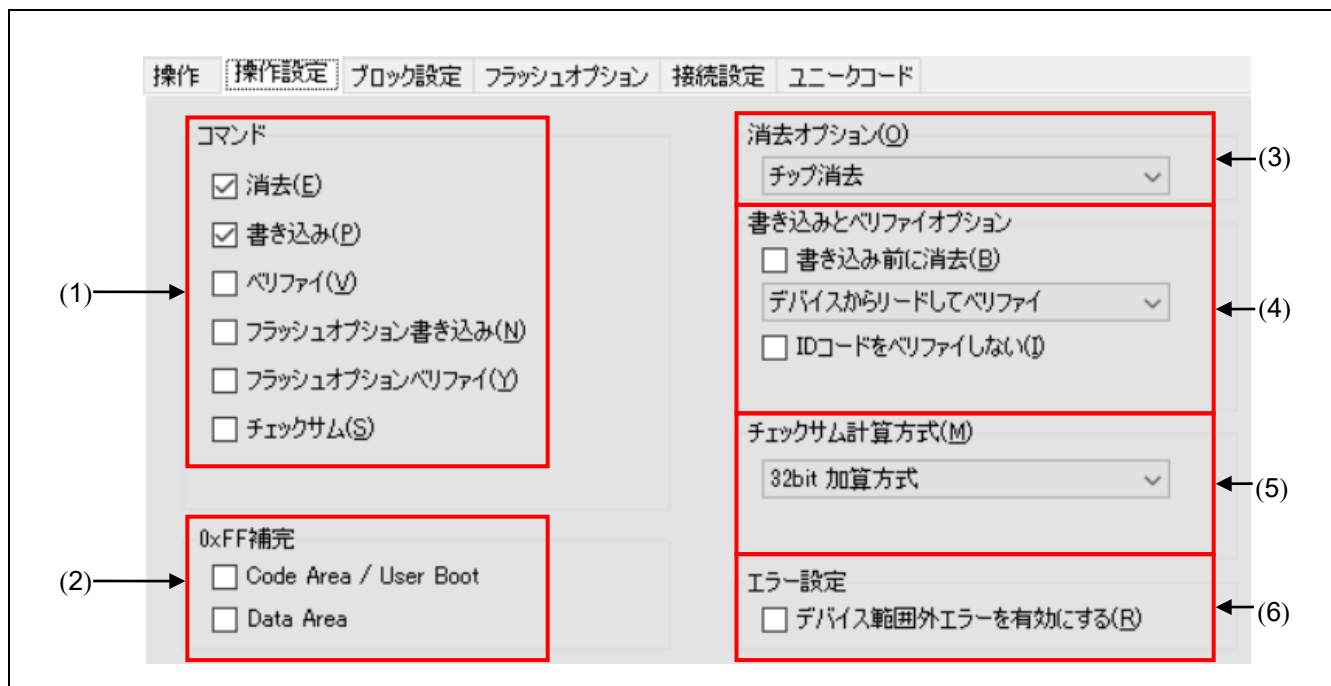 操作 操作設定 ブロック設定 フラッシュオプション 接続設定 ユニークコード
(1)
コマンド
消去(E)
書き込み(P)
ベリファイ(V)
フラッシュオプション書き込み(N)
フラッシュオプションベリファイ(Y)
チェックサム(S)
(2)
0xFF補完
Code Area / User Boot
Data Area
消去オプション(O)
チップ消去
(3)
書き込みとベリファイオプション
書き込み前に消去(B)
デバイスからリードしてベリファイ
IDコードをベリファイしない(I)
(4)
チェックサム計算方式(M)
32bit 加算方式
(5)
エラー設定
デバイス範囲外エラーを有効にする(R)
(6)